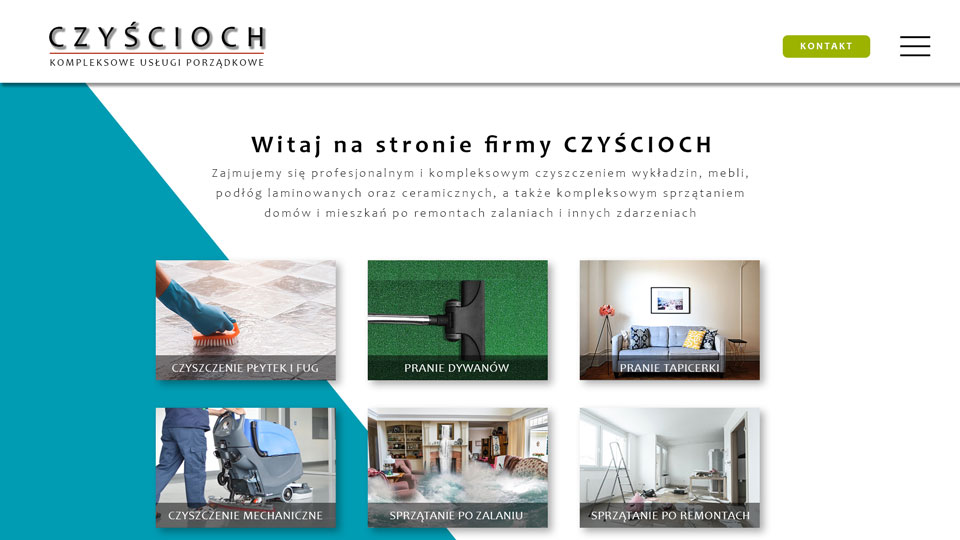 CZYŚCIOCH
KOMPLEKSOWE USŁUGI PORZĄDKOWE
KONTAKT
Witaj na stronie firmy CZYŚCIOCH
Zajmujemy się profesjonalnym i kompleksowym czyszczeniem wykładzin, mebli,
podłóg laminowanych oraz ceramicznych, a także kompleksowym sprzątaniem
domów i mieszkań po remontach zalaniach i innych zdarzeniach
CZYSZCZENIE PŁYTEK I FUG
PRANIE DYWANÓW
PRANIE TAPICERKI
CZYSZCZENIE MECHANICZNE
SPRZĄTANIE PO ZALANIU
SPRZĄTANIE PO REMONTACH